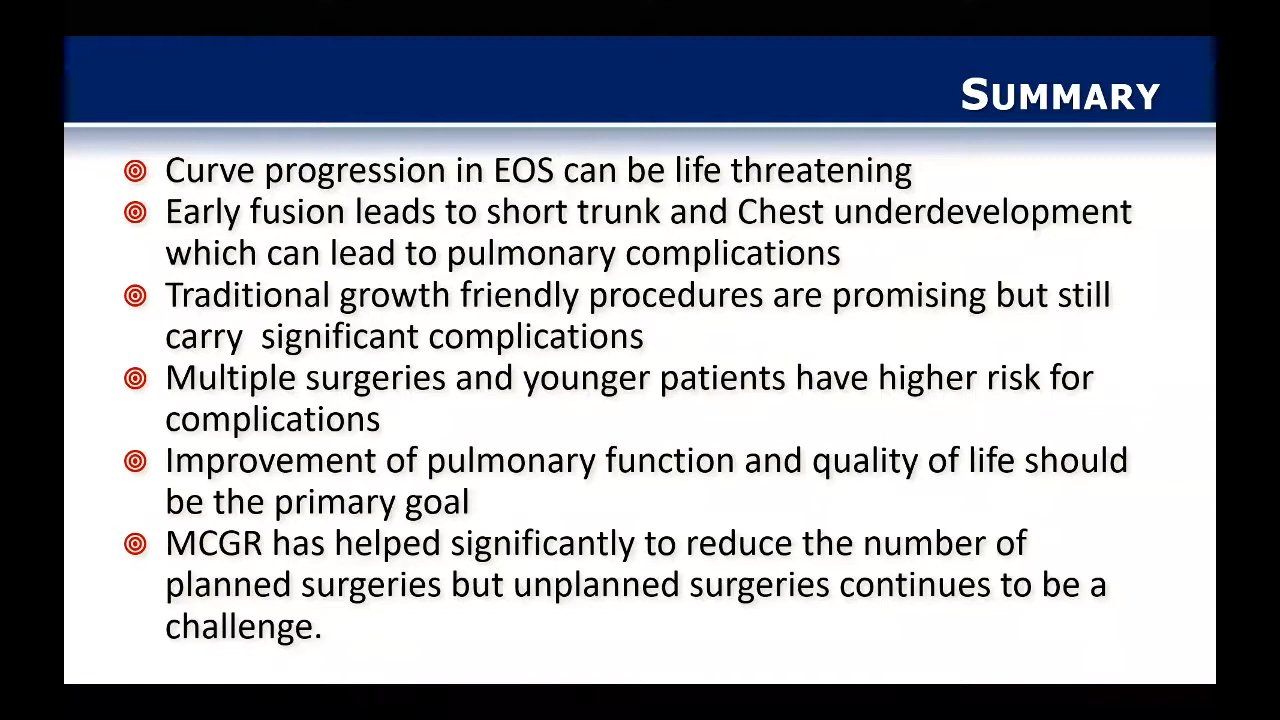 SUMMARY
Curve progression in EOS can be life threatening
Early fusion leads to short trunk and Chest underdevelopment
which can lead to pulmonary complications
Traditional growth friendly procedures are promising but still
carry  significant complications
Multiple surgeries and younger patients have higher risk for
complications
Improvement of pulmonary function and quality of life should
be the primary goal
MCGR has helped significantly to reduce the number of
planned surgeries but unplanned surgeries continues to be a
challenge.